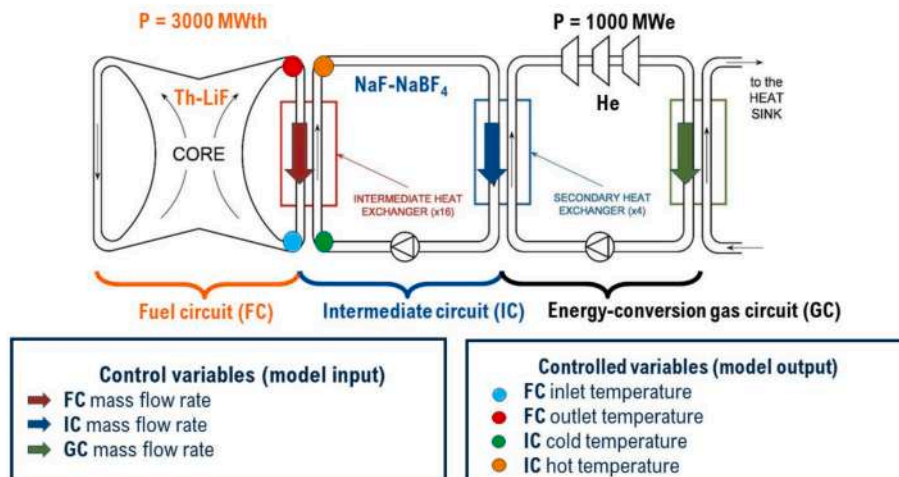 P = 3000 MWth
P = 1000 MWe
Th-LiF
CORE
NaF-NaBF₄
He
to the
HEAT
SINK
INTERMEDIATE HEAT
EXCHANGER (x16)
SECONDARY HEAT
EXCHANGER (x4)
Fuel circuit (FC)
Intermediate circuit (IC)
Energy-conversion gas circuit (GC)
Control variables (model input)
FC mass flow rate
IC mass flow rate
GC mass flow rate
Controlled variables (model output)
FC inlet temperature
FC outlet temperature
IC cold temperature
IC hot temperature